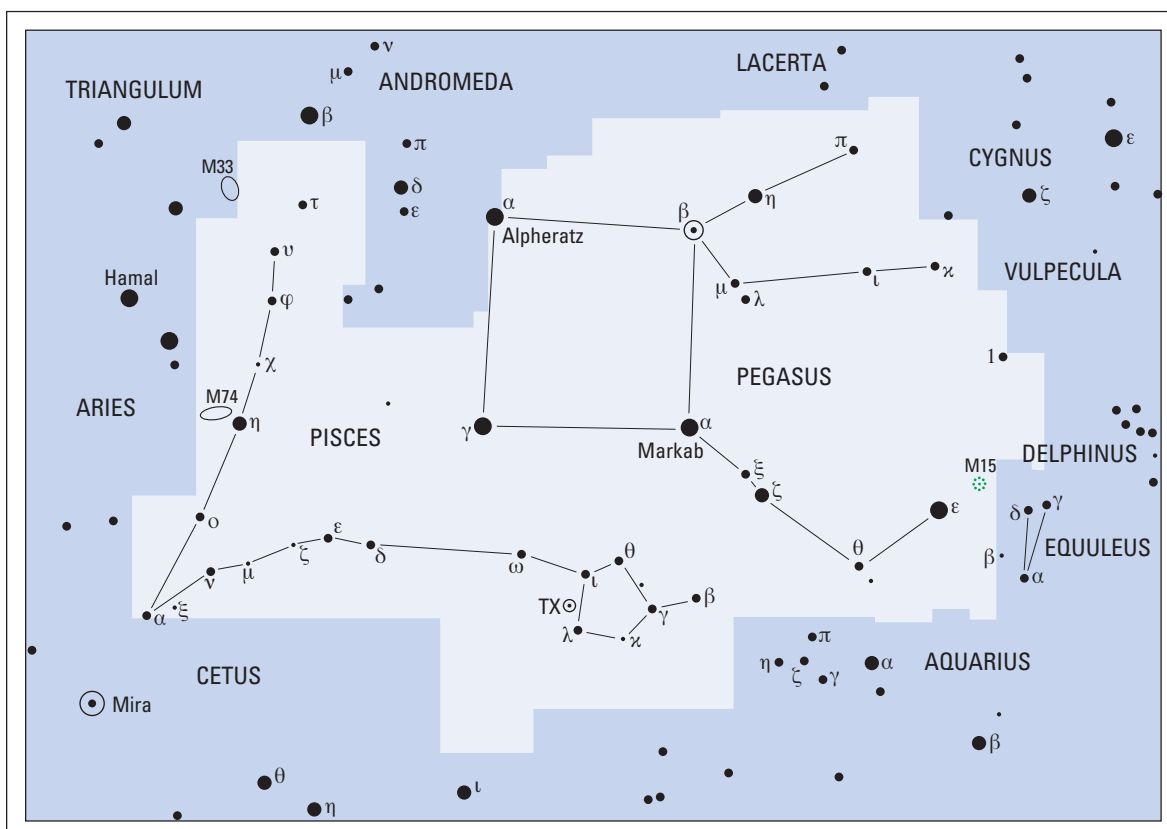 ν
μ
ANDROMEDA
LACERTA
TRIANGULUM
β
π
π
CYGNUS
ε
M33
δ
ε
τ
α
Alpheratz
β
η
ζ
υ
Hamal
φ
μ
λ
ι
ϰ
VULPECULA
χ
1
PEGASUS
M74
ARIES
η
PISCES
γ
α
Markab
DELPHINUS
ξ
ζ
M15
ο
ε
δ
γ
EQUULEUS
ε
ζ
δ
ω
θ
θ
β
α
ν
μ
ι
TX
γ
β
α
ξ
λ
ϰ
π
CETUS
η
ζ
γ
α
AQUARIUS
Mira
β
θ
η
ι